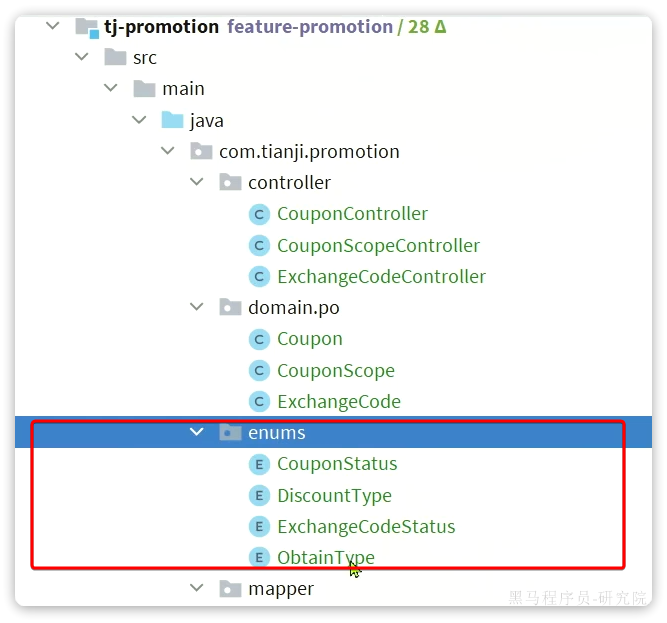 tj-promotion feature-promotion / 28 Δ
src
main
java
com.tianji.promotion
controller
C CouponController
C CouponScopeController
C ExchangeCodeController
domain.po
C Coupon
C CouponScope
C ExchangeCode
enums
E CouponStatus
E DiscountType
E ExchangeCodeStatus
E ObtainType
mapper
黑马程序员-研究院